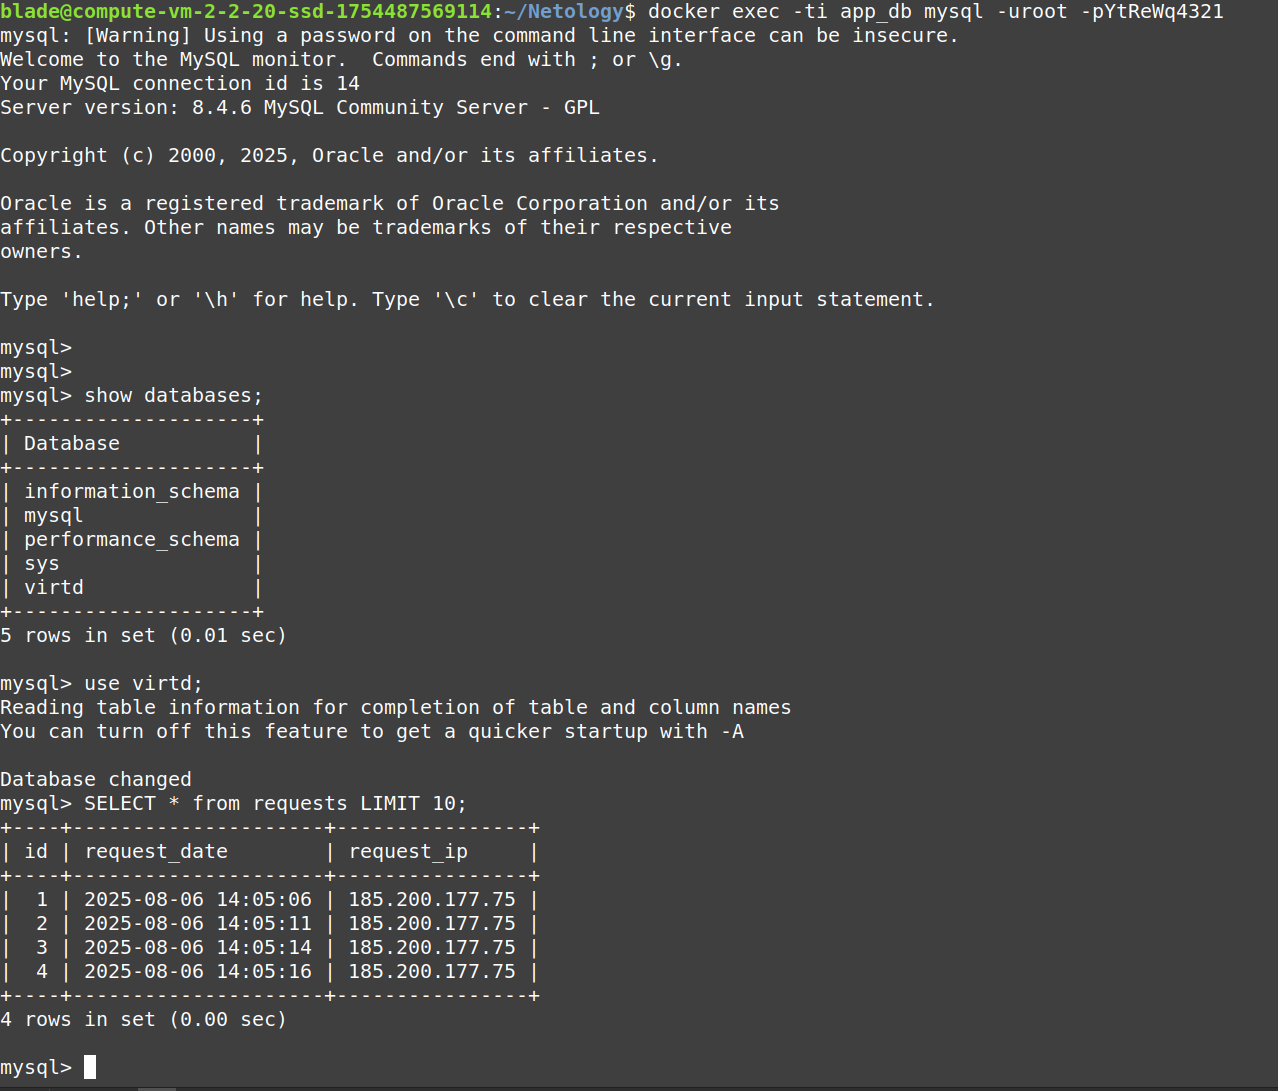 blade@compute-vm-2-2-20-ssd-1754487569114:~/Netology$ docker exec -ti app_db mysql -uroot -pYtReWq4321
mysql: [Warning] Using a password on the command line interface can be insecure.
Welcome to the MySQL monitor.  Commands end with ; or \g.
Your MySQL connection id is 14
Server version: 8.4.6 MySQL Community Server - GPL

Copyright (c) 2000, 2025, Oracle and/or its affiliates.

Oracle is a registered trademark of Oracle Corporation and/or its
affiliates. Other names may be trademarks of their respective
owners.

Type 'help;' or '\h' for help. Type '\c' to clear the current input statement.

mysql>
mysql>
mysql> show databases;
+--------------------+
| Database           |
+--------------------+
| information_schema |
| mysql              |
| performance_schema |
| sys                |
| virtd              |
+--------------------+
5 rows in set (0.01 sec)

mysql> use virtd;
Reading table information for completion of table and column names
You can turn off this feature to get a quicker startup with -A

Database changed
mysql> SELECT * from requests LIMIT 10;
+----+---------------------+----------------+
| id | request_date        | request_ip     |
+----+---------------------+----------------+
|  1 | 2025-08-06 14:05:06 | 185.200.177.75 |
|  2 | 2025-08-06 14:05:11 | 185.200.177.75 |
|  3 | 2025-08-06 14:05:14 | 185.200.177.75 |
|  4 | 2025-08-06 14:05:16 | 185.200.177.75 |
+----+---------------------+----------------+
4 rows in set (0.00 sec)

mysql>